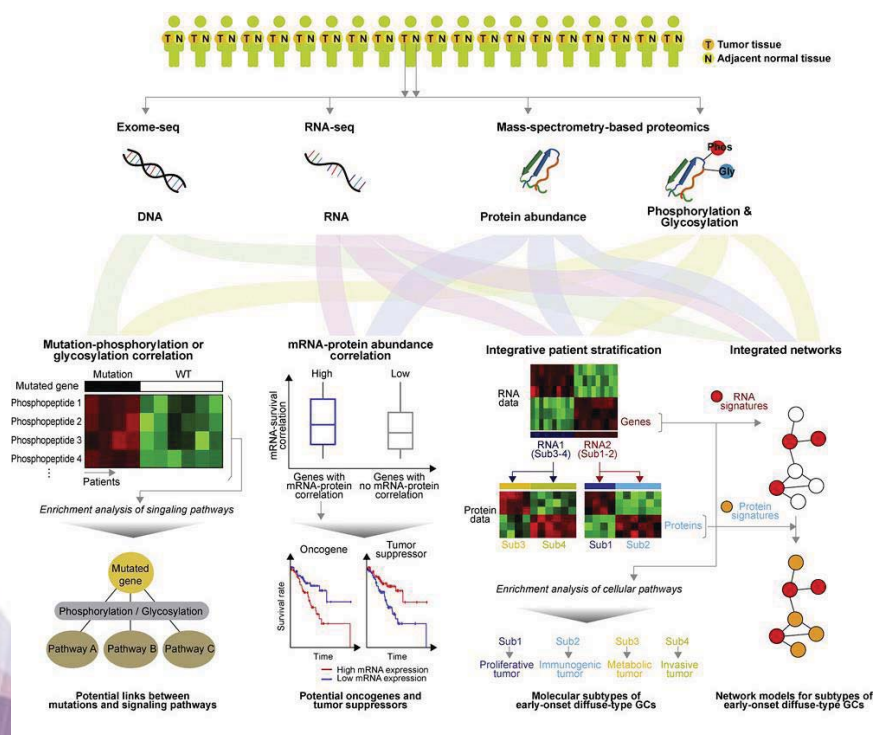 T N T N T N T N T N T N T N T N T N T N T N T N T N T N T N T N T N
T Tumor tissue
N Adjacent normal tissue
Exome-seq
RNA-seq
Mass-spectrometry-based proteomics
Phos
Gly
DNA
RNA
Protein abundance
Phosphorylation &
Glycosylation
Mutation-phosphorylation or
glycosylation correlation
Mutation
WT
Mutated gene
Phosphopeptide 1
Phosphopeptide 2
Phosphopeptide 3
Phosphopeptide 4
⋮
Patients
Enrichment analysis of singaling pathways
Mutated
gene
Phosphorylation / Glycosylation
Pathway A
Pathway B
Pathway C
Potential links between
mutations and signaling pathways
mRNA-protein abundance
correlation
High
Low
mRNA-survival
correlation
Genes with
mRNA-protein
correlation
Genes with
no mRNA-protein
correlation
Oncogene
Tumor
suppressor
Survival rate
Time
Time
High mRNA expression
Low mRNA expression
Potential oncogenes and
tumor suppressors
Integrative patient stratification
RNA
data
Genes
RNA1
(Sub3-4)
RNA2
(Sub1-2)
Protein
data
Proteins
Sub3
Sub4
Sub1
Sub2
Enrichment analysis of cellular pathways
Sub1
Sub2
Sub3
Sub4
Proliferative
tumor
Immunogenic
tumor
Metabolic
tumor
Invasive
tumor
Molecular subtypes of
early-onset diffuse-type GCs
Integrated networks
RNA
signatures
Protein
signatures
Network models for subtypes of
early-onset diffuse-type GCs